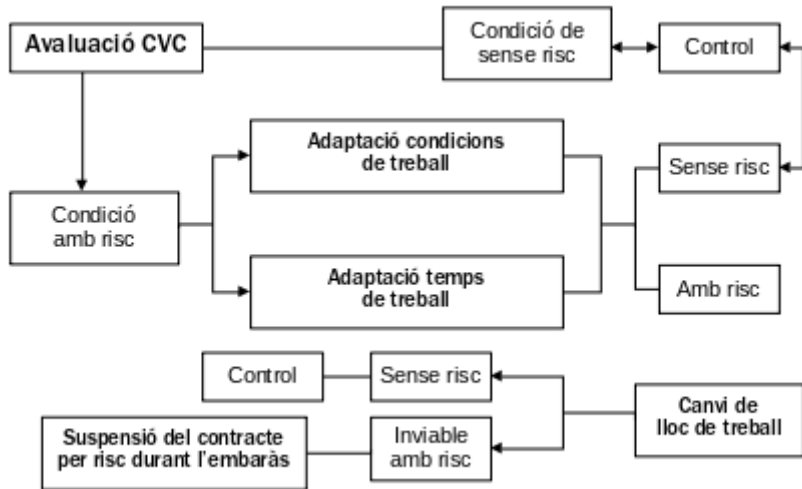 Avaluació CVC
Condició de
sense risc
Control
Adaptació condicions
de treball
Sense risc
Condició
amb risc
Adaptació temps
de treball
Amb risc
Control
Sense risc
Canvi de
lloc de treball
Suspensió del contracte
per risc durant l'embaràs
Inviable
amb risc